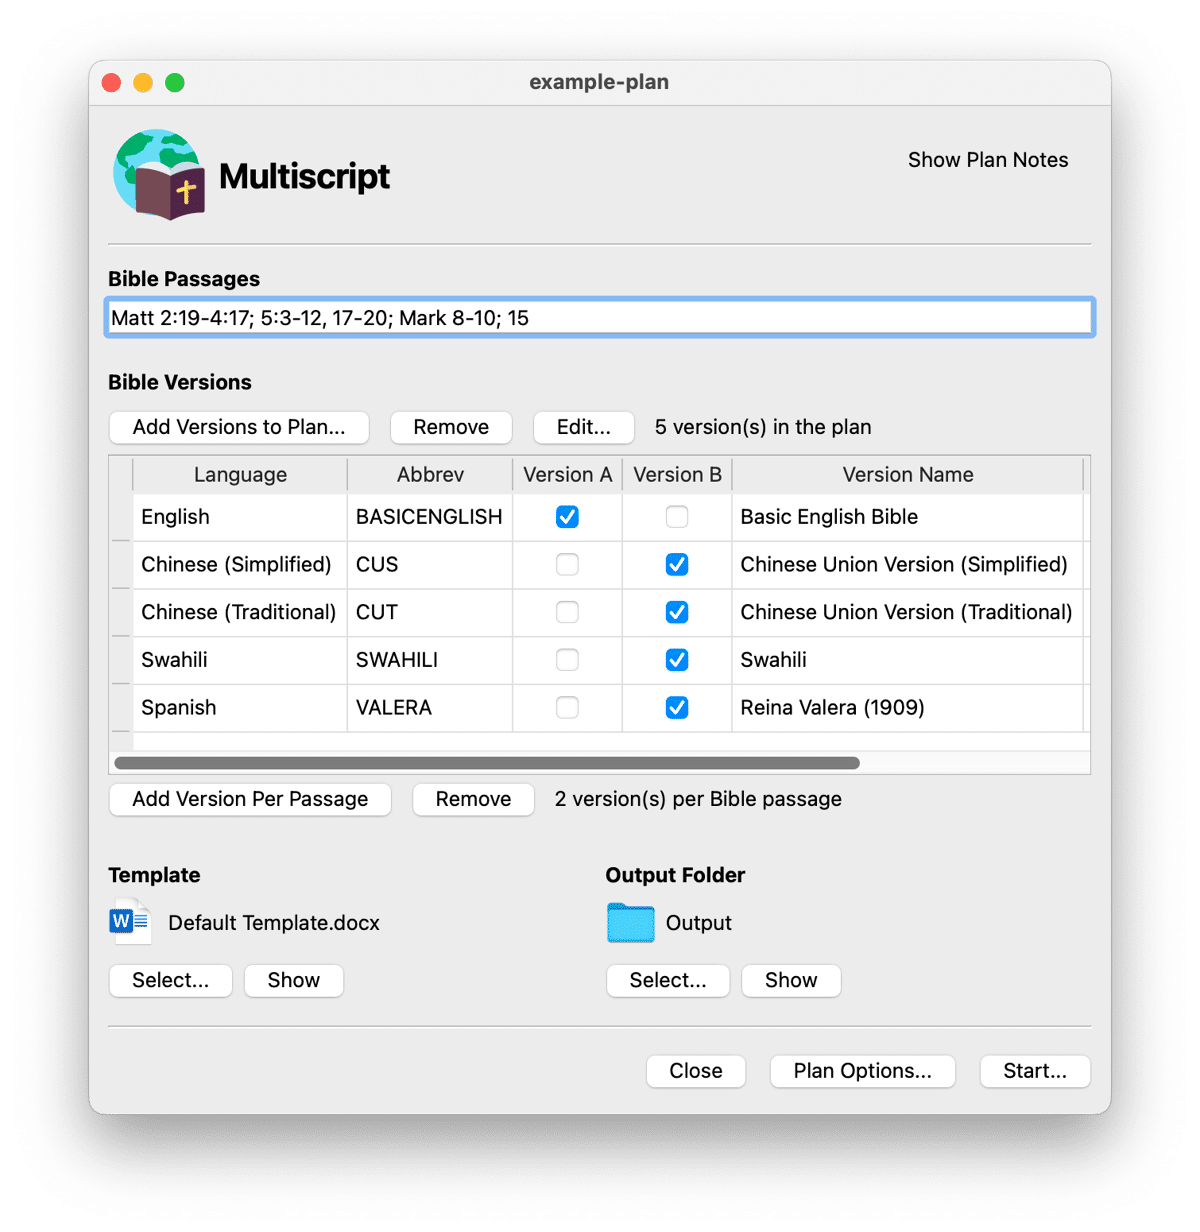 example-plan
Multiscript
Show Plan Notes
Bible Passages
Matt 2:19-4:17; 5:3-12, 17-20; Mark 8-10; 15
Bible Versions
Add Versions to Plan... Remove Edit... 5 version(s) in the plan
Language Abbrev Version A Version B Version Name
English BASICENGLISH Basic English Bible
Chinese (Simplified) CUS Chinese Union Version (Simplified)
Chinese (Traditional) CUT Chinese Union Version (Traditional)
Swahili SWAHILI Swahili
Spanish VALERA Reina Valera (1909)
Add Version Per Passage Remove 2 version(s) per Bible passage
Template Output Folder
W Default Template.docx Output
Select... Show Select... Show
Close Plan Options... Start...